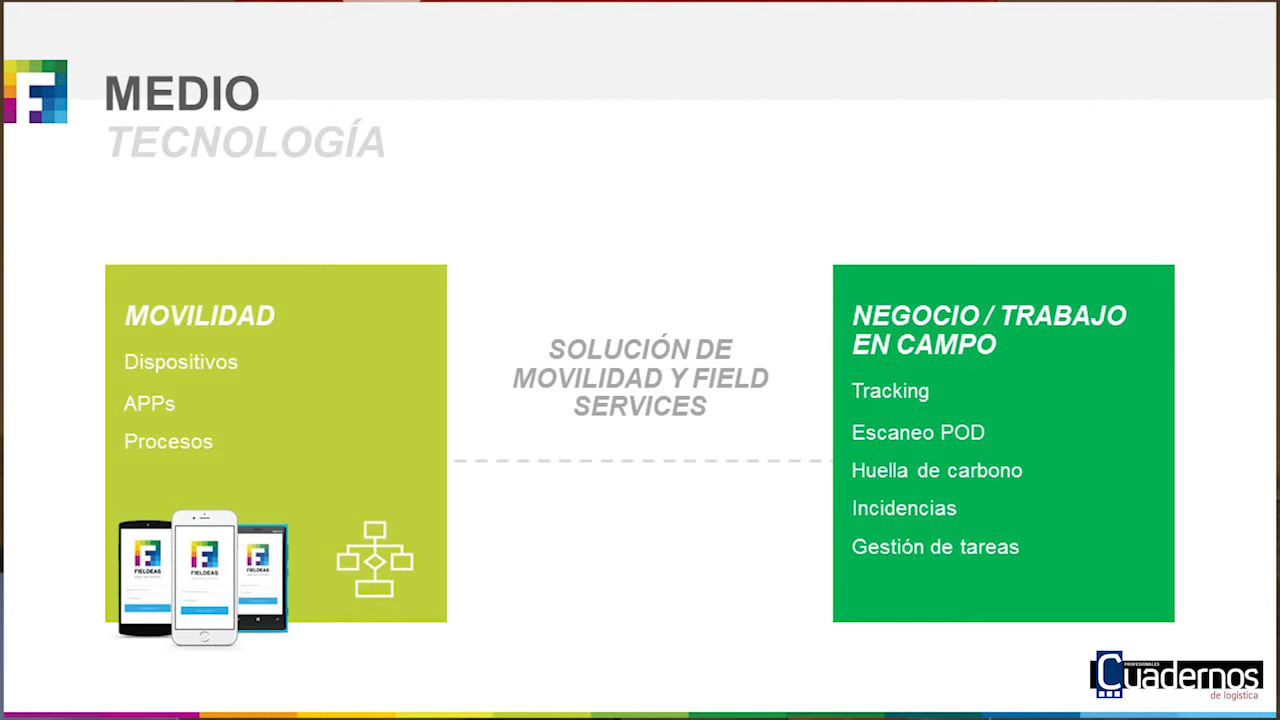 MEDIO
TECNOLOGÍA
MOVILIDAD
Dispositivos
APPs
Procesos
FIELDEAS
FIELDEAS
FIELDEAS
SOLUCIÓN DE
MOVILIDAD Y FIELD
SERVICES
NEGOCIO / TRABAJO
EN CAMPO
Tracking
Escaneo POD
Huella de carbono
Incidencias
Gestión de tareas
PROFESIONALES
Cuadernos
de logística